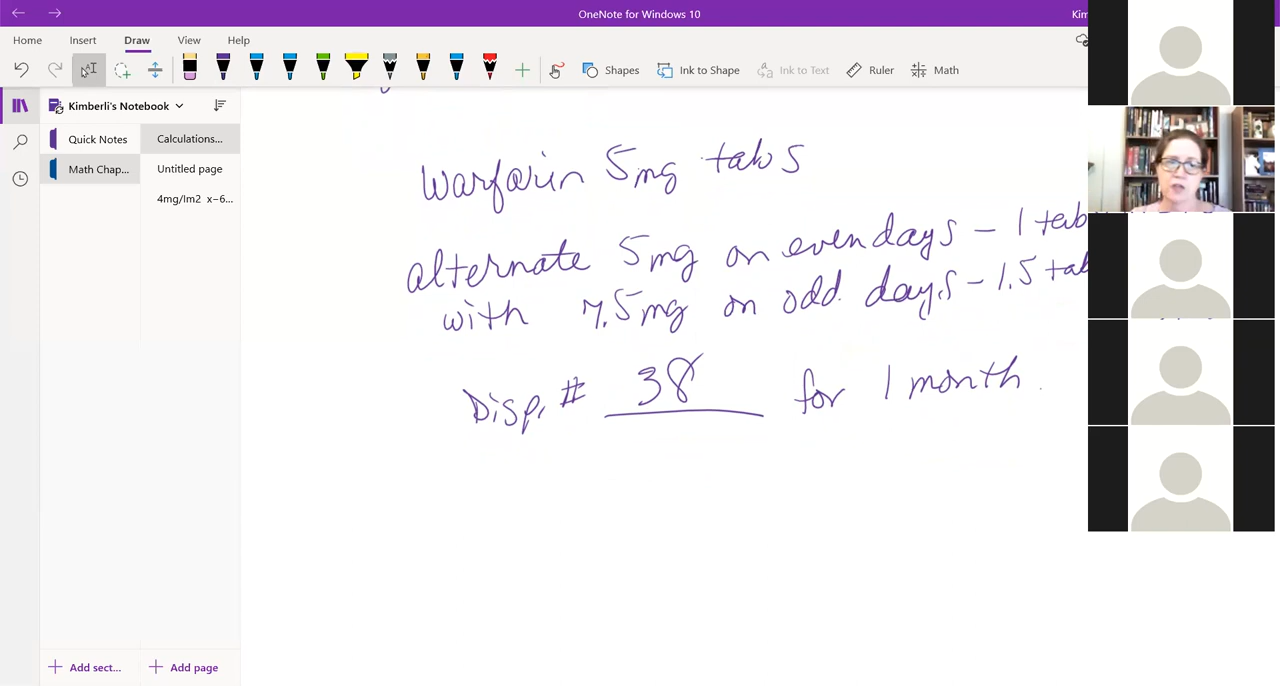 OneNote for Windows 10
Kim
Home Insert Draw View Help
Shapes Ink to Shape Ink to Text Ruler Math
Kimberli's Notebook
Quick Notes
Math Chap...
Calculations...
Untitled page
4mg/Im2 x-6...
Warfarin 5mg tabs
alternate 5mg on even days - 1 tab
with 7.5mg on odd days - 1.5 tab
Disp. # 38 for 1 month.
Add sect... Add page